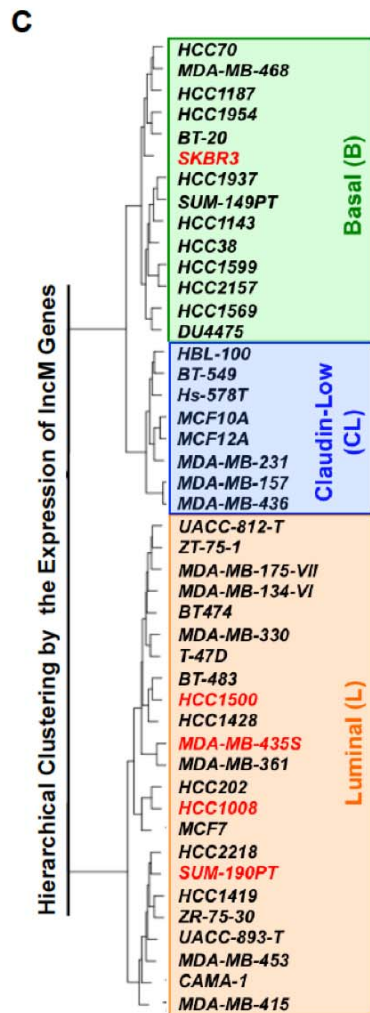 C
Hierarchical Clustering by the Expression of lncM Genes
HCC70
MDA-MB-468
HCC1187
HCC1954
BT-20
SKBR3
HCC1937
SUM-149PT
HCC1143
HCC38
HCC1599
HCC2157
HCC1569
DU4475
Basal (B)
HBL-100
BT-549
Hs-578T
MCF10A
MCF12A
MDA-MB-231
MDA-MB-157
MDA-MB-436
Claudin-Low
(CL)
UACC-812-T
ZT-75-1
MDA-MB-175-VII
MDA-MB-134-VI
BT474
MDA-MB-330
T-47D
BT-483
HCC1500
HCC1428
MDA-MB-435S
MDA-MB-361
HCC202
HCC1008
MCF7
HCC2218
SUM-190PT
HCC1419
ZR-75-30
UACC-893-T
MDA-MB-453
CAMA-1
MDA-MB-415
Luminal (L)